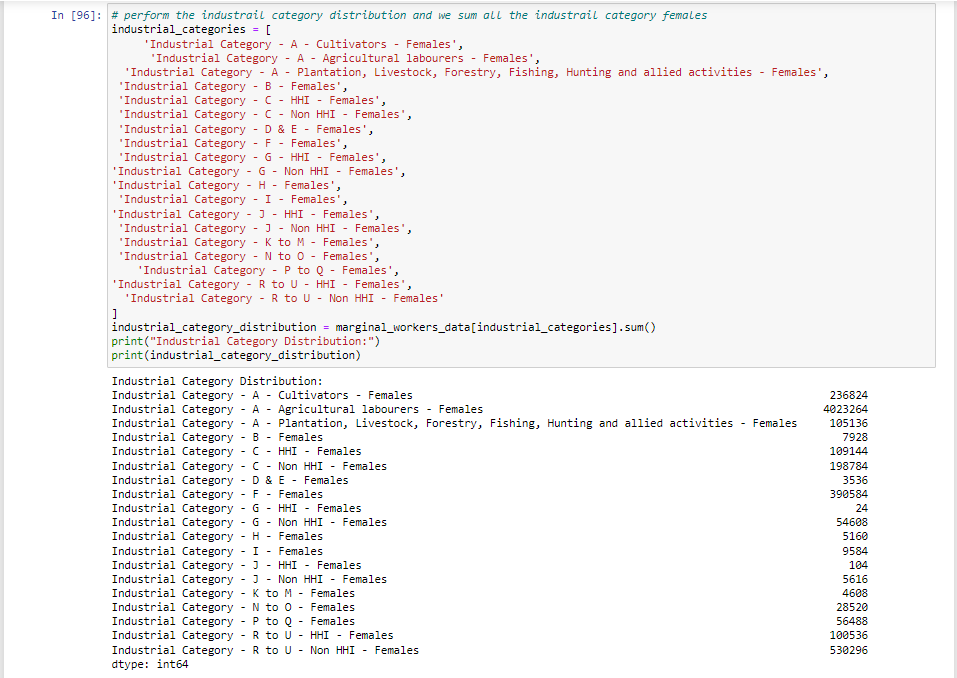 In [96]: # perform the industrail category distribution and we sum all the industrail category females
industrial_categories = [
'Industrial Category - A - Cultivators - Females',
'Industrial Category - A - Agricultural labourers - Females',
'Industrial Category - A - Plantation, Livestock, Forestry, Fishing, Hunting and allied activities - Females',
'Industrial Category - B - Females',
'Industrial Category - C - HHI - Females',
'Industrial Category - C - Non HHI - Females',
'Industrial Category - D & E - Females',
'Industrial Category - F - Females',
'Industrial Category - G - HHI - Females',
'Industrial Category - G - Non HHI - Females',
'Industrial Category - H - Females',
'Industrial Category - I - Females',
'Industrial Category - J - HHI - Females',
'Industrial Category - J - Non HHI - Females',
'Industrial Category - K to M - Females',
'Industrial Category - N to O - Females',
'Industrial Category - P to Q - Females',
'Industrial Category - R to U - HHI - Females',
'Industrial Category - R to U - Non HHI - Females'
]
industrial_category_distribution = marginal_workers_data[industrial_categories].sum()
print("Industrial Category Distribution:")
print(industrial_category_distribution)
Industrial Category Distribution:
Industrial Category - A - Cultivators - Females 236824
Industrial Category - A - Agricultural labourers - Females 4023264
Industrial Category - A - Plantation, Livestock, Forestry, Fishing, Hunting and allied activities - Females 105136
Industrial Category - B - Females 7928
Industrial Category - C - HHI - Females 109144
Industrial Category - C - Non HHI - Females 198784
Industrial Category - D & E - Females 3536
Industrial Category - F - Females 390584
Industrial Category - G - HHI - Females 24
Industrial Category - G - Non HHI - Females 54608
Industrial Category - H - Females 5160
Industrial Category - I - Females 9584
Industrial Category - J - HHI - Females 104
Industrial Category - J - Non HHI - Females 5616
Industrial Category - K to M - Females 4608
Industrial Category - N to O - Females 28520
Industrial Category - P to Q - Females 56488
Industrial Category - R to U - HHI - Females 100536
Industrial Category - R to U - Non HHI - Females 530296
dtype: int64